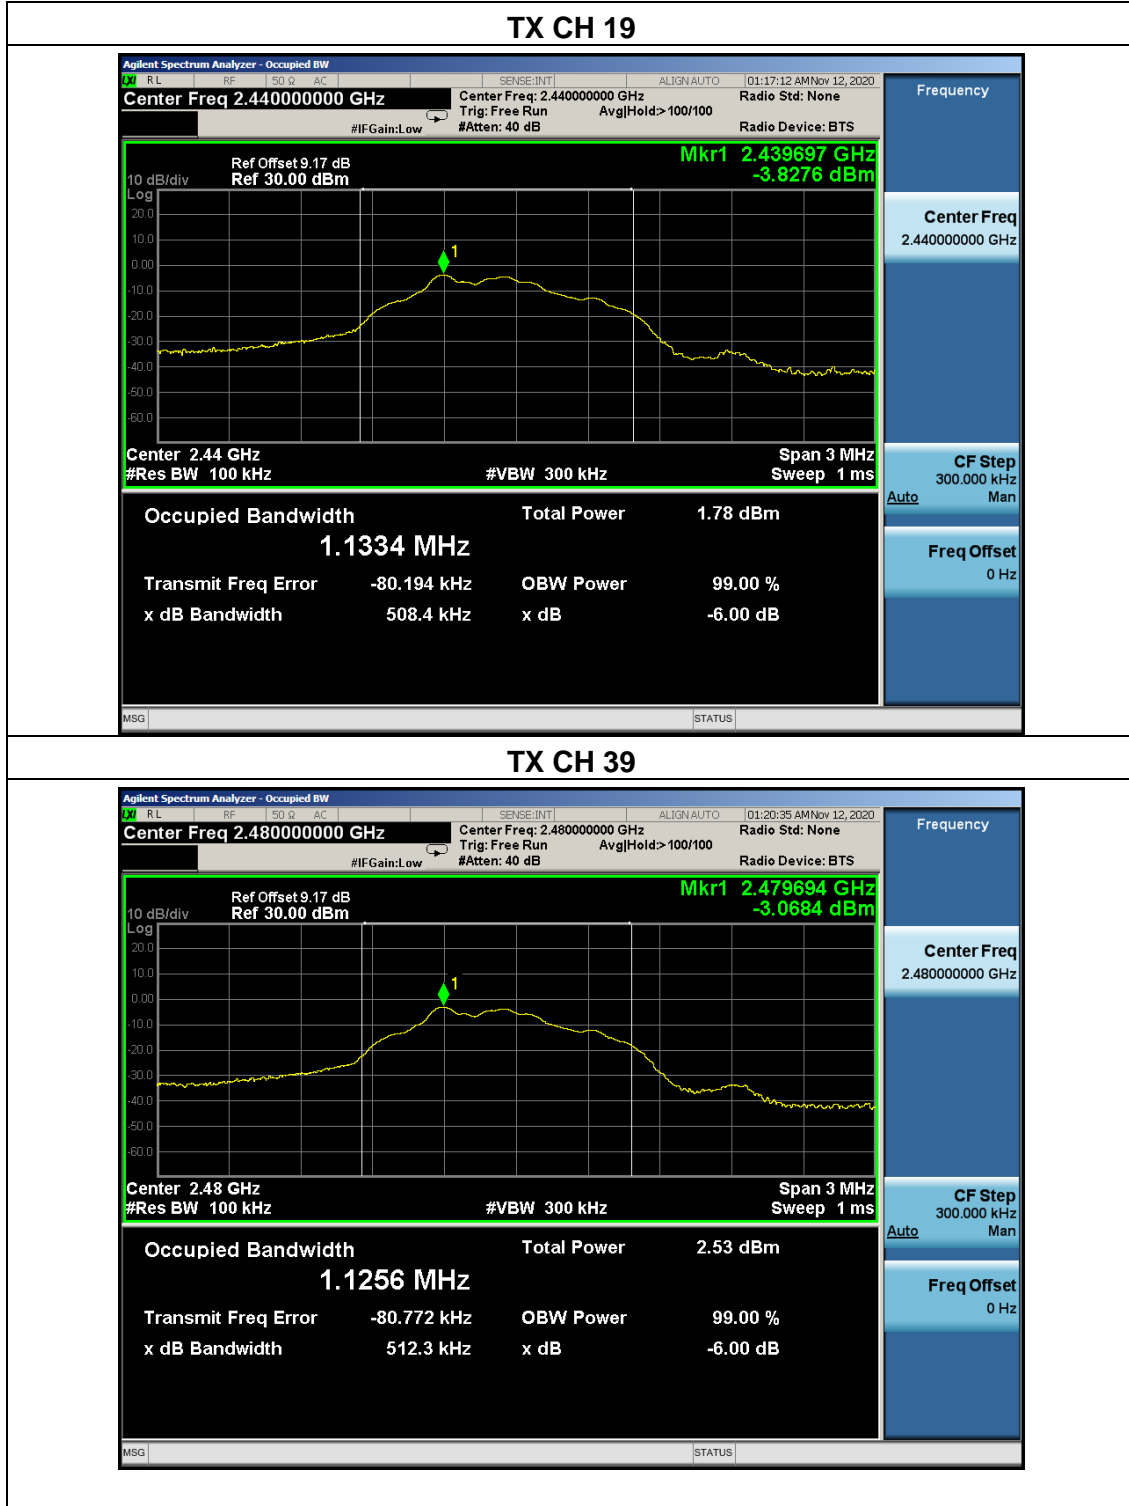 TX CH 19
Agilent Spectrum Analyzer - Occupied BW
LXI RL RF 50 Ω AC SENSE:INT ALIGN AUTO 01:17:12 AM Nov 12, 2020
Center Freq 2.440000000 GHz
Center Freq: 2.440000000 GHz
Radio Std: None
Trig: Free Run Avg|Hold:> 100/100
#IFGain:Low
#Atten: 40 dB
Radio Device: BTS
Frequency
Mkr1 2.439697 GHz
-3.8276 dBm
Ref Offset 9.17 dB
10 dB/div Ref 30.00 dBm
Log
20.0
10.0
0.00
-10.0
-20.0
-30.0
-40.0
-50.0
-60.0
1
Center 2.44 GHz
Span 3 MHz
#Res BW 100 kHz
#VBW 300 kHz
Sweep 1 ms
Occupied Bandwidth
Total Power 1.78 dBm
1.1334 MHz
Transmit Freq Error -80.194 kHz
OBW Power 99.00 %
x dB Bandwidth 508.4 kHz
x dB -6.00 dB
Center Freq
2.440000000 GHz
CF Step
300.000 kHz
Auto Man
Freq Offset
0 Hz
MSG
STATUS
TX CH 39
Agilent Spectrum Analyzer - Occupied BW
LXI RL RF 50 Ω AC SENSE:INT ALIGN AUTO 01:20:35 AM Nov 12, 2020
Center Freq 2.480000000 GHz
Center Freq: 2.480000000 GHz
Radio Std: None
Trig: Free Run Avg|Hold:> 100/100
#IFGain:Low
#Atten: 40 dB
Radio Device: BTS
Frequency
Mkr1 2.479694 GHz
-3.0684 dBm
Ref Offset 9.17 dB
10 dB/div Ref 30.00 dBm
Log
20.0
10.0
0.00
-10.0
-20.0
-30.0
-40.0
-50.0
-60.0
1
Center 2.48 GHz
Span 3 MHz
#Res BW 100 kHz
#VBW 300 kHz
Sweep 1 ms
Occupied Bandwidth
Total Power 2.53 dBm
1.1256 MHz
Transmit Freq Error -80.772 kHz
OBW Power 99.00 %
x dB Bandwidth 512.3 kHz
x dB -6.00 dB
Center Freq
2.480000000 GHz
CF Step
300.000 kHz
Auto Man
Freq Offset
0 Hz
MSG
STATUS